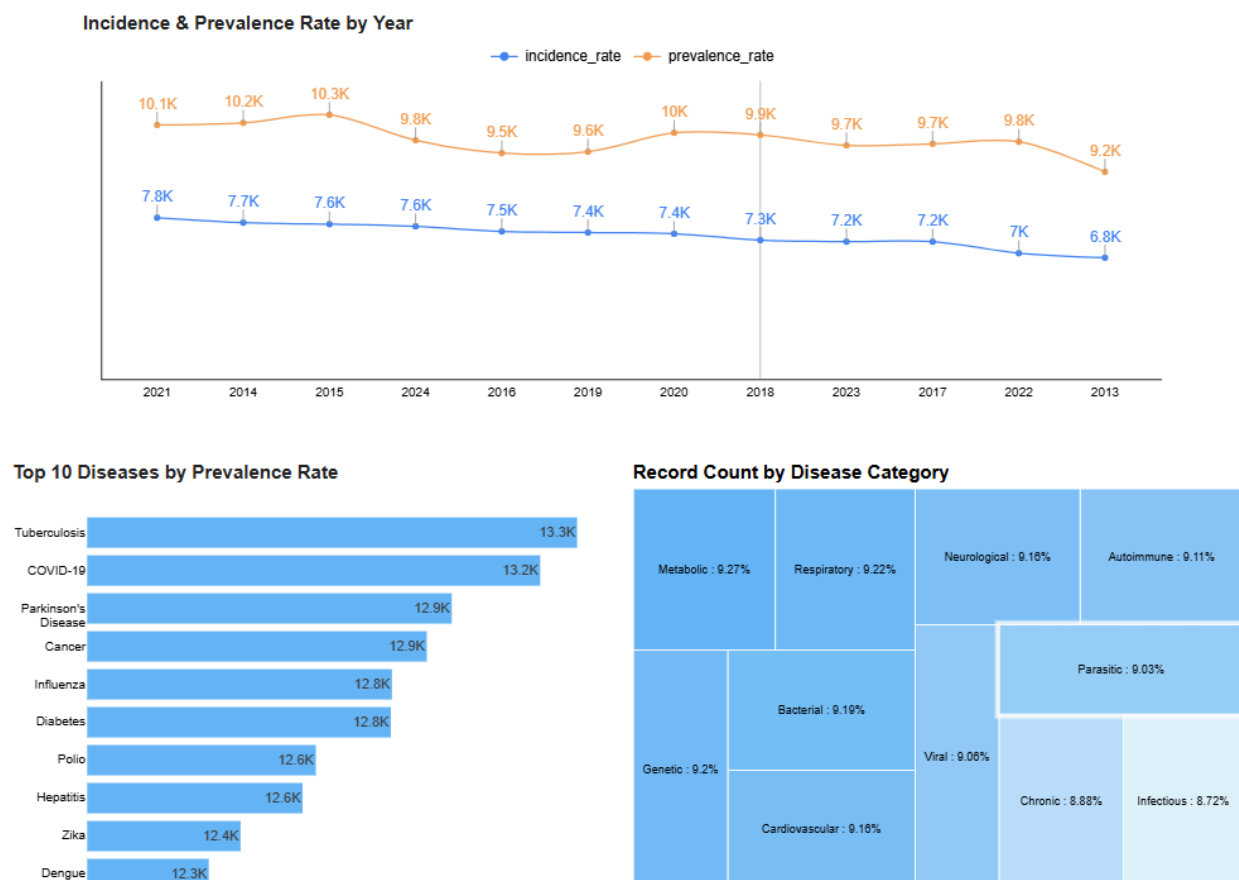 Incidence & Prevalence Rate by Year
incidence_rate prevalence_rate
10.1K 10.2K 10.3K 9.8K 9.5K 9.6K 10K 9.9K 9.7K 9.7K 9.8K 9.2K
7.8K 7.7K 7.6K 7.6K 7.5K 7.4K 7.4K 7.3K 7.2K 7.2K 7K 6.8K
2021 2014 2015 2024 2016 2019 2020 2018 2023 2017 2022 2013
Top 10 Diseases by Prevalence Rate
Tuberculosis 13.3K
COVID-19 13.2K
Parkinson's
Disease 12.9K
Cancer 12.9K
Influenza 12.8K
Diabetes 12.8K
Polio 12.6K
Hepatitis 12.6K
Zika 12.4K
Dengue 12.3K
Record Count by Disease Category
Metabolic : 9.27%
Respiratory : 9.22%
Neurological : 9.16%
Autoimmune : 9.11%
Parasitic : 9.03%
Bacterial : 9.19%
Genetic : 9.2%
Viral : 9.06%
Cardiovascular : 9.16%
Chronic : 8.88%
Infectious : 8.72%